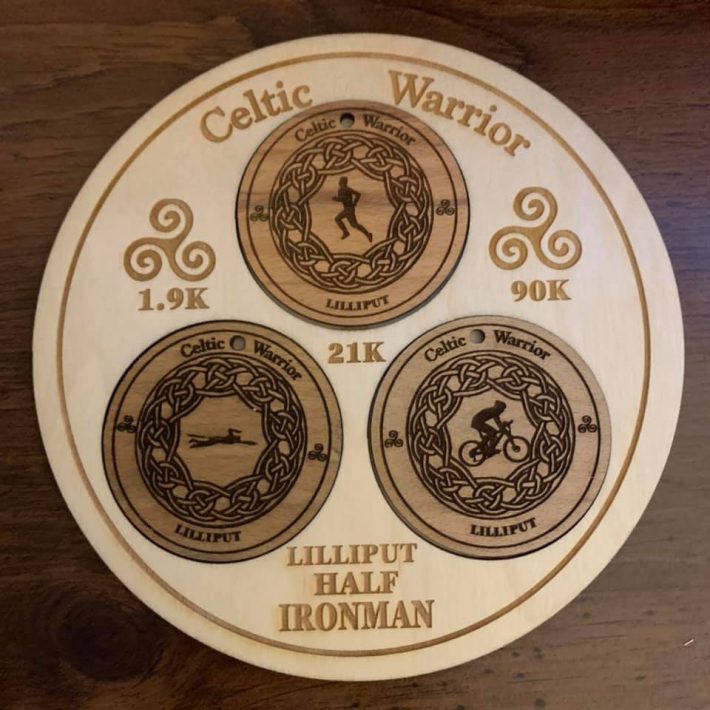 Celtic Warrior
Celtic Warrior
LILLIPUT
1.9K
90K
21K
Celtic Warrior
LILLIPUT
Celtic Warrior
LILLIPUT
LILLIPUT
HALF
IRONMAN